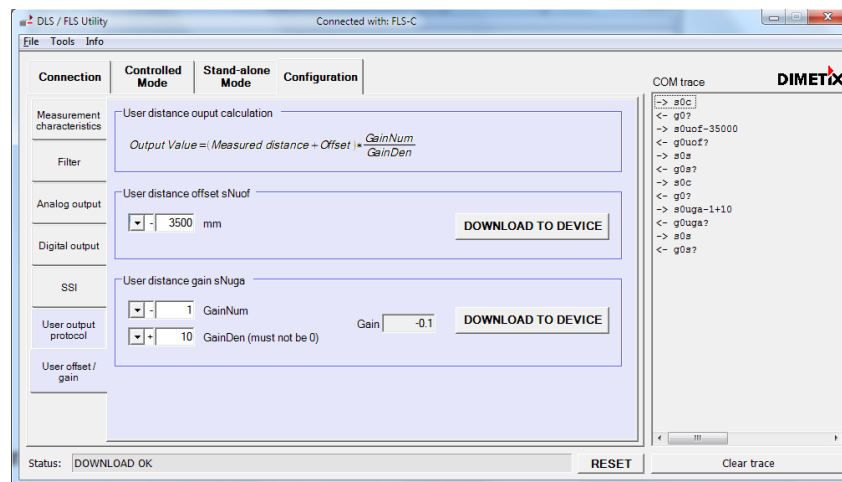 DLS / FLS Utility
Connected with: FLS-C
File Tools Info
Connection
Controlled Mode
Stand-alone Mode
Configuration
Measurement characteristics
Filter
Analog output
Digital output
SSI
User output protocol
User offset / gain
User distance ouput calculation
Output Value =( Measured distance + Offset )* GainNum
GainDen
User distance offset sNuof
- 3500 mm
DOWNLOAD TO DEVICE
User distance gain sNuga
- 1 GainNum
+ 10 GainDen (must not be 0)
Gain -0.1
DOWNLOAD TO DEVICE
COM trace
DIMETIX
-> s0c
<- g0?
-> s0uof-35000
<- g0uof?
-> s0s
<- g0s?
-> s0c
<- g0?
-> s0uga-1+10
<- g0uga?
-> s0s
<- g0s?
Status: DOWNLOAD OK
RESET
Clear trace